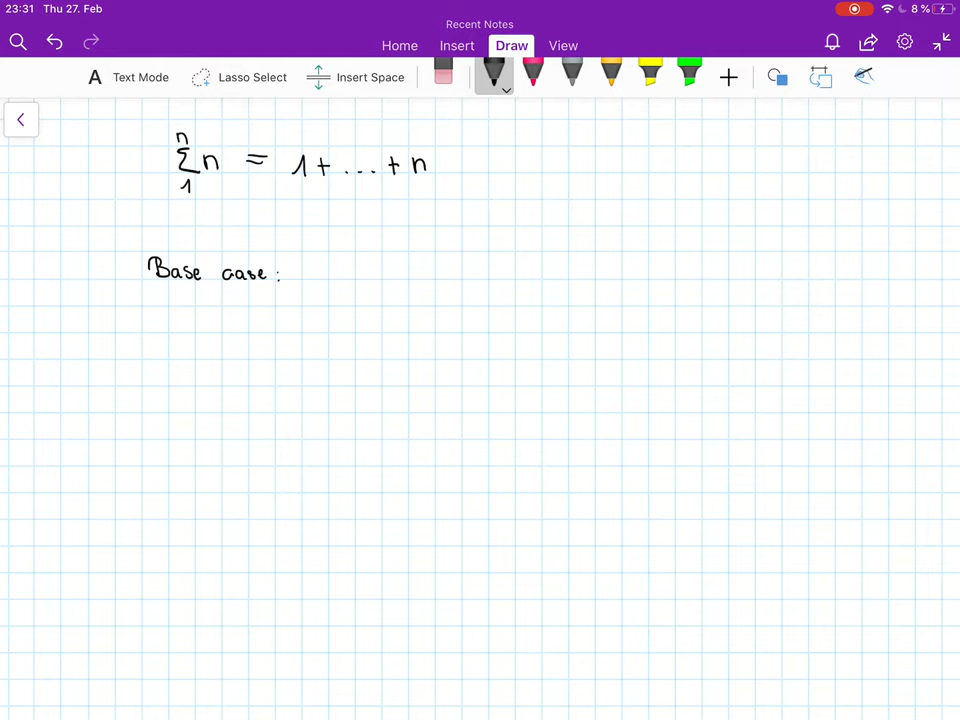 23:31 Thu 27. Feb 8 %
Recent Notes
Home Insert Draw View
A Text Mode Lasso Select Insert Space
n
Σ n = 1 + ... + n
1
Base case: